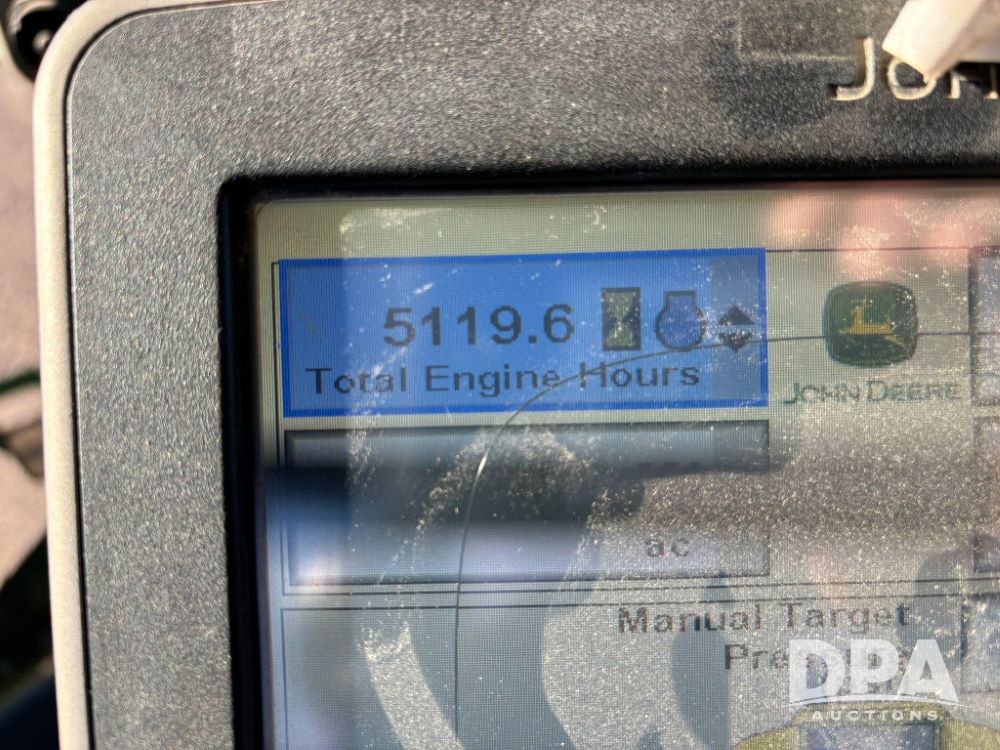 5119.6
Total Engine Hours
JOHN DEERE
ac
Manual Target
DPA
AUCTIONS